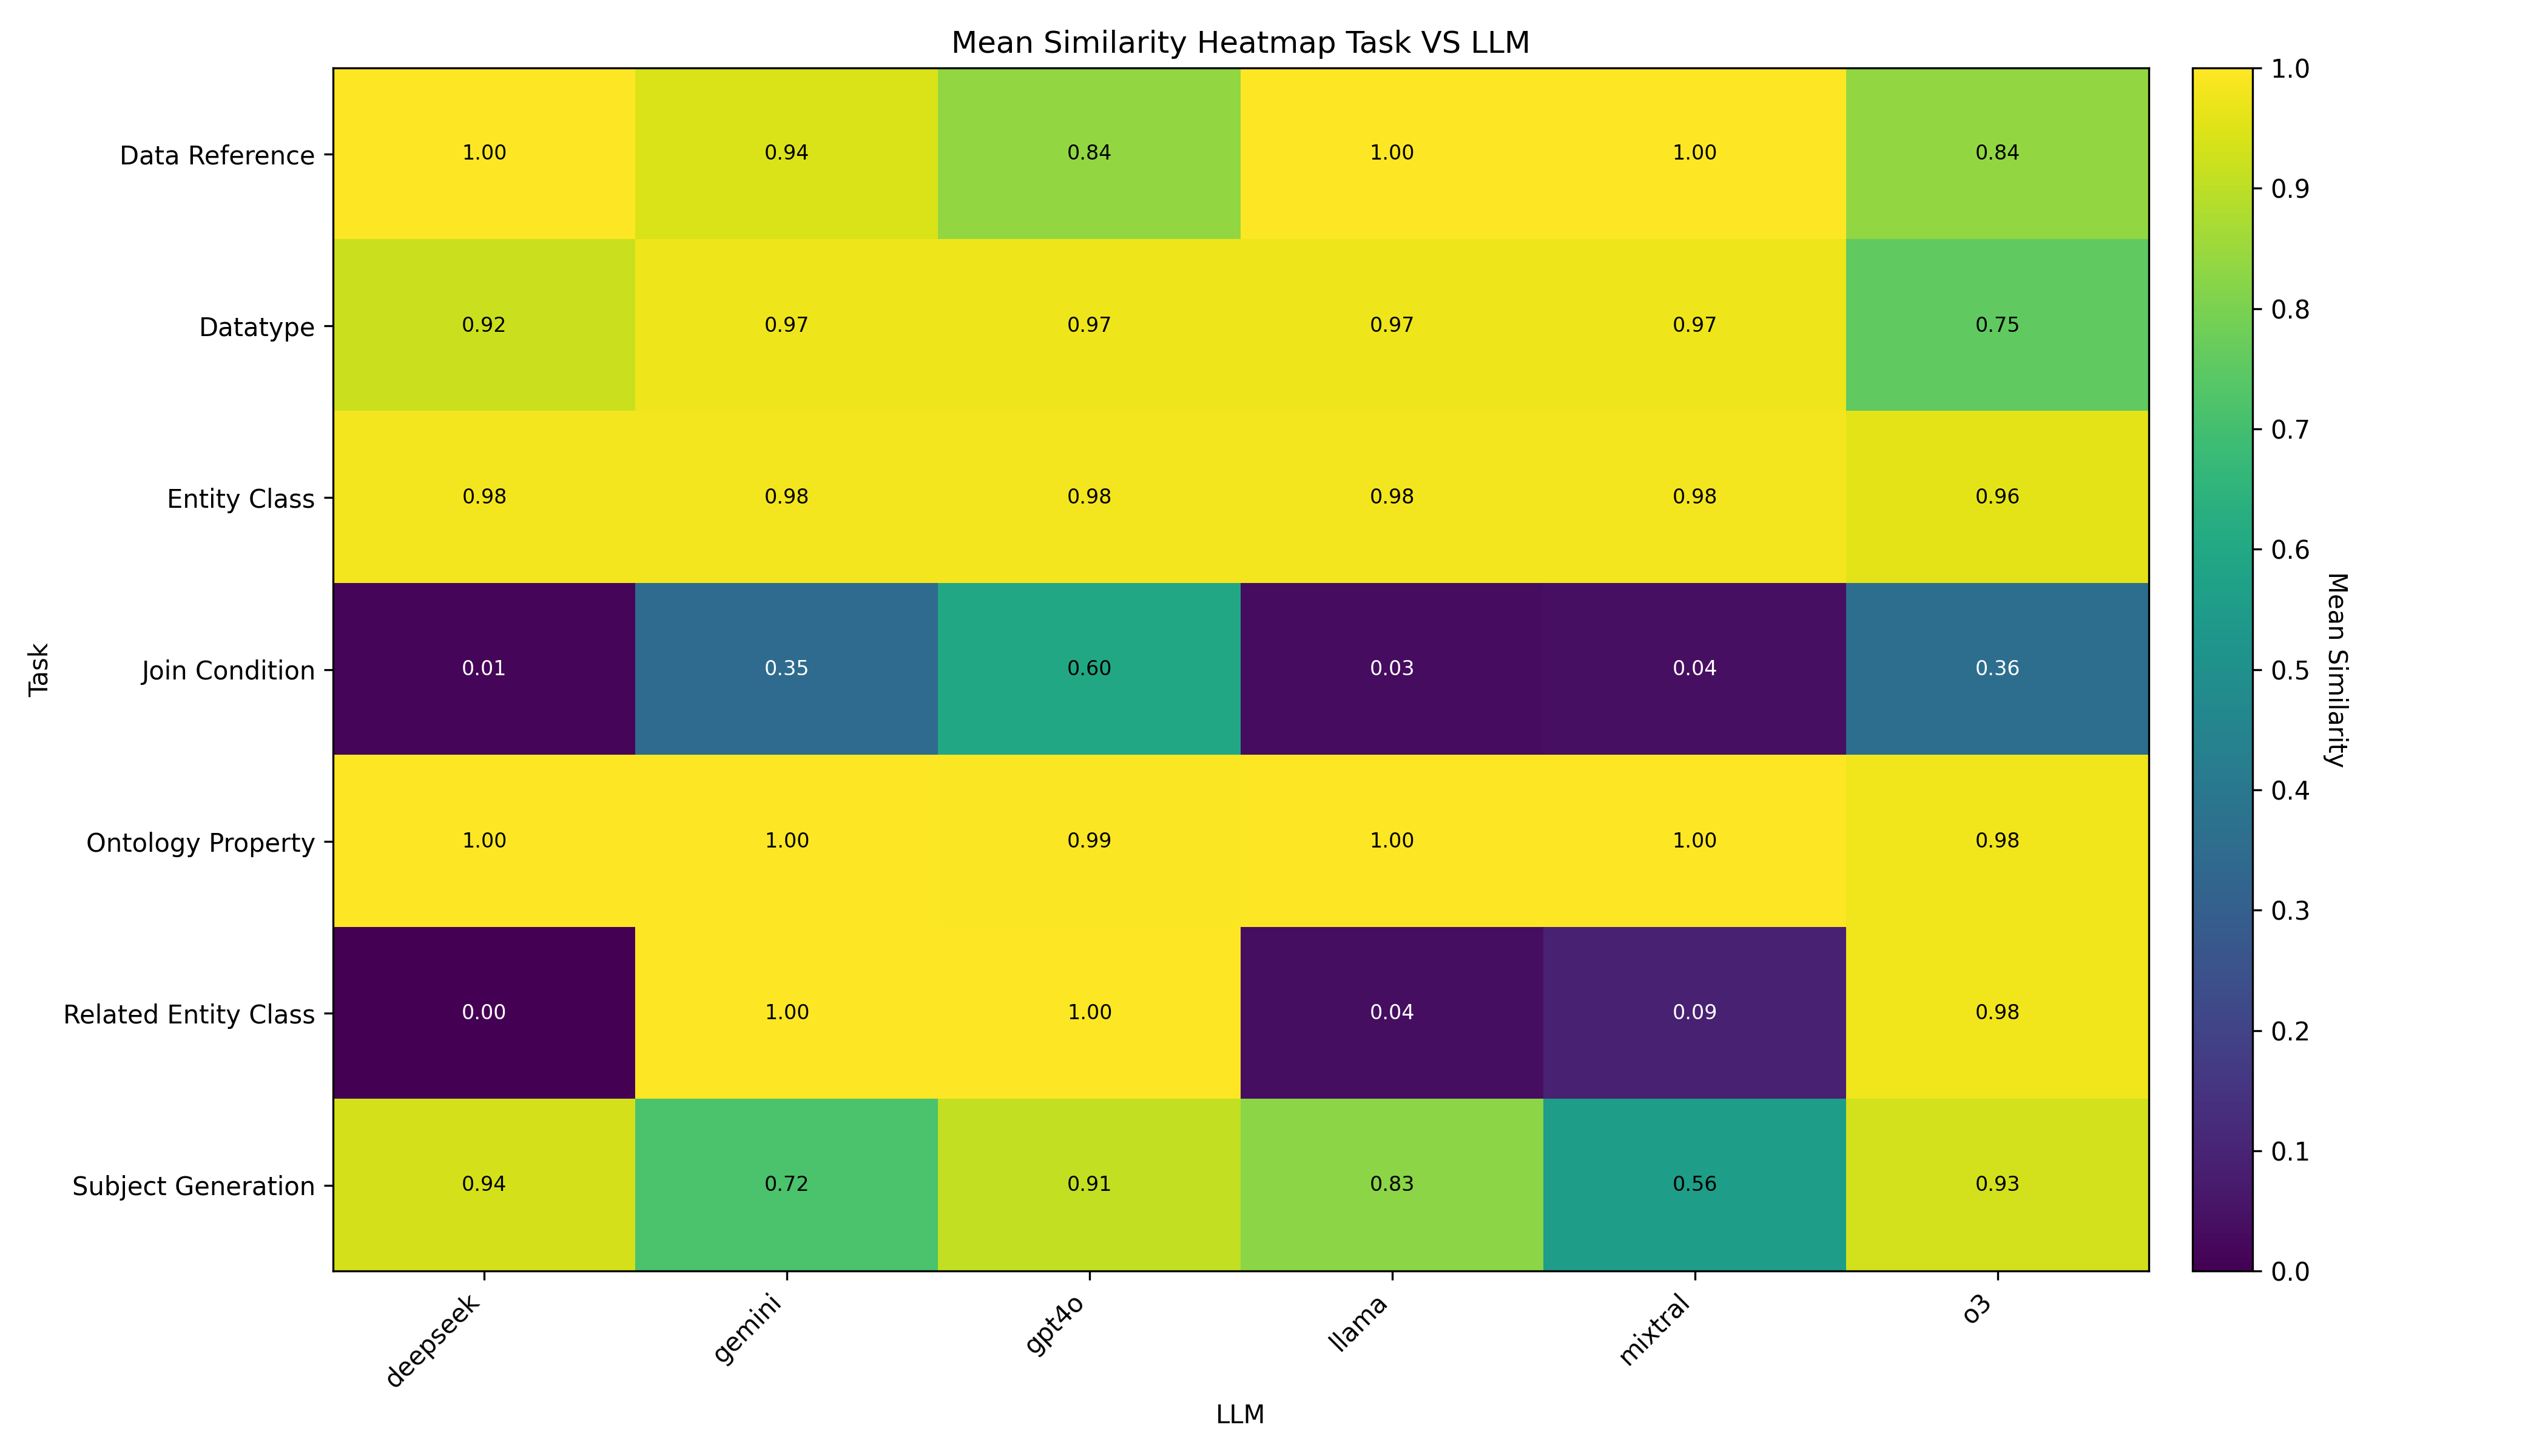 Mean Similarity Heatmap Task VS LLM
Data Reference 1.00 0.94 0.84 1.00 1.00 0.84
Datatype 0.92 0.97 0.97 0.97 0.97 0.75
Entity Class 0.98 0.98 0.98 0.98 0.98 0.96
Join Condition 0.01 0.35 0.60 0.03 0.04 0.36
Ontology Property 1.00 1.00 0.99 1.00 1.00 0.98
Related Entity Class 0.00 1.00 1.00 0.04 0.09 0.98
Subject Generation 0.94 0.72 0.91 0.83 0.56 0.93
Task
deepseek gemini gpt4o llama mixtral o3
LLM
1.0
0.9
0.8
0.7
0.6
0.5
0.4
0.3
0.2
0.1
0.0
Mean Similarity